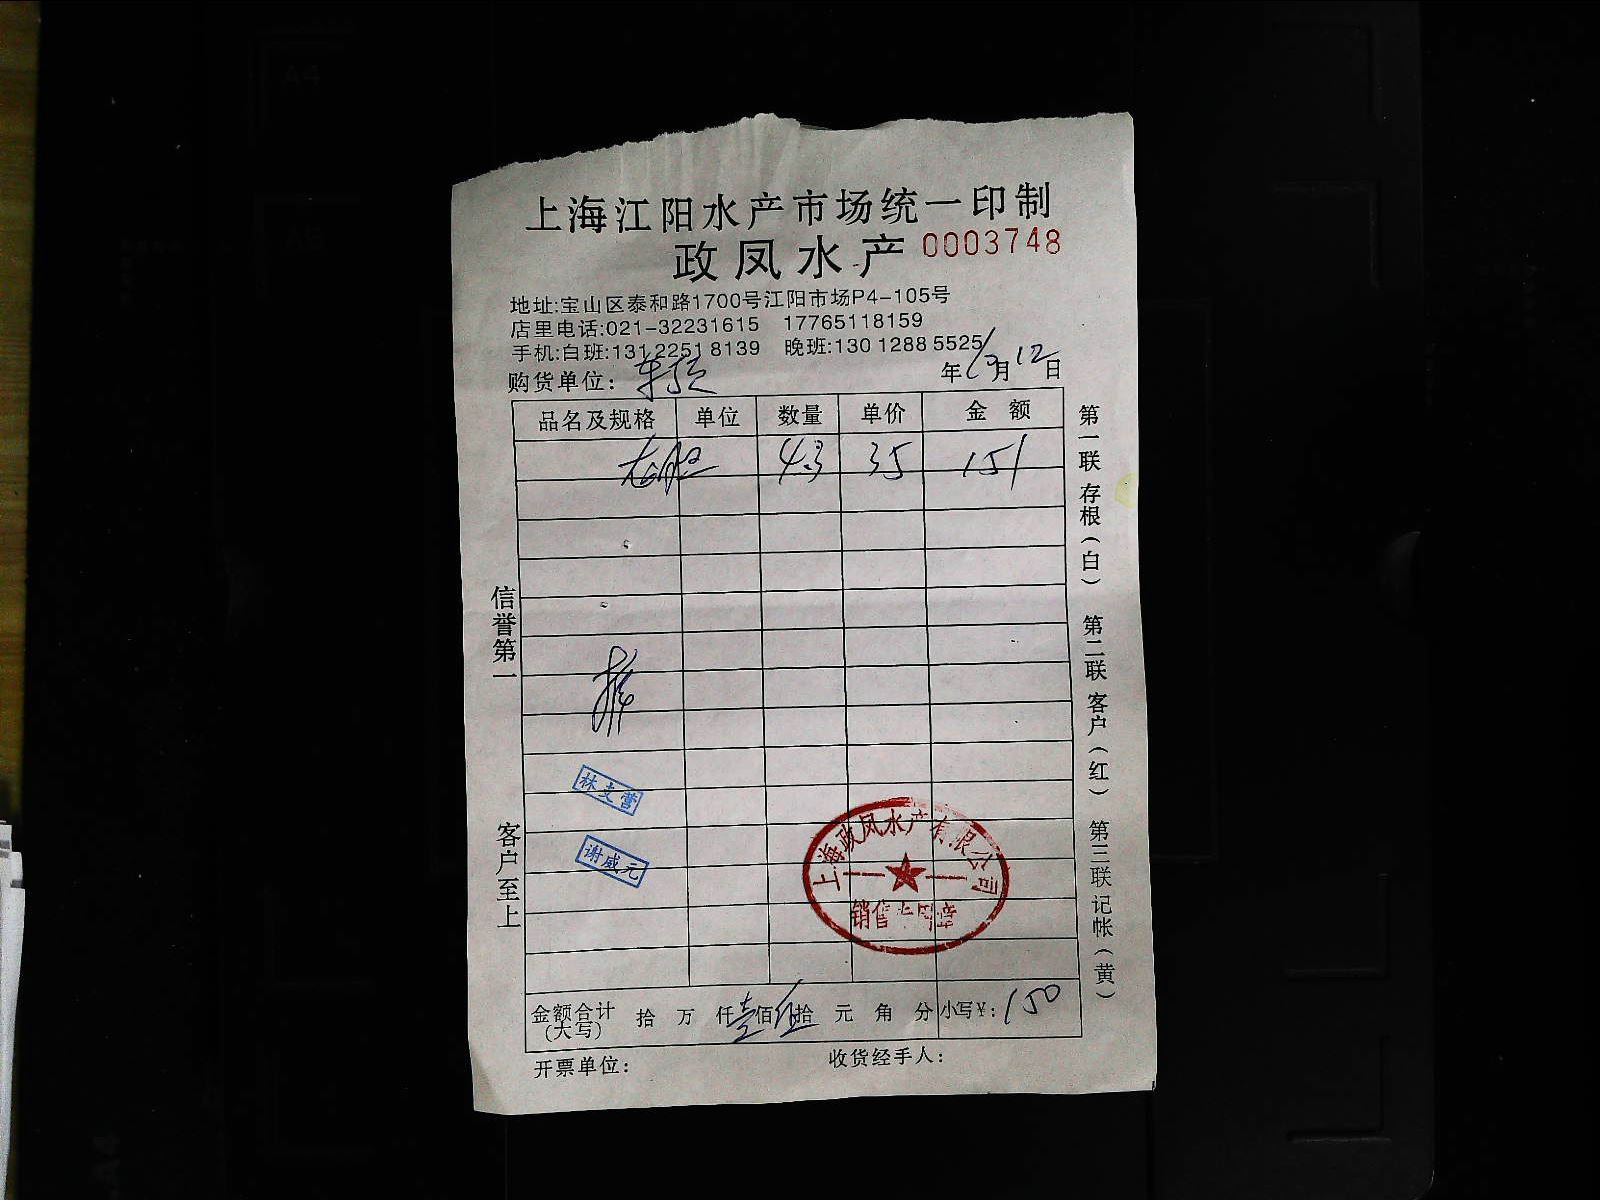 上海江阳水产市场统一印制
政凤水产 0003748
地址:宝山区泰和路1700号江阳市场P4-105号
店里电话:021-32231615 17765118159
手机:白班:131 2251 8139 晚班:130 1288 5525
购货单位: 年 月12日
品名及规格 单位 数量 单价 金 额
4.3 35 151
信誉第一
客户至上
林支营
谢威元
上海政凤水产有限公司
销售专用章
第一联 存根(白) 第二联 客户(红) 第三联 记帐(黄)
金额合计(大写) 拾 万 仟壹佰伍拾 元 角 分 小写¥: 150
开票单位: 收货经手人: